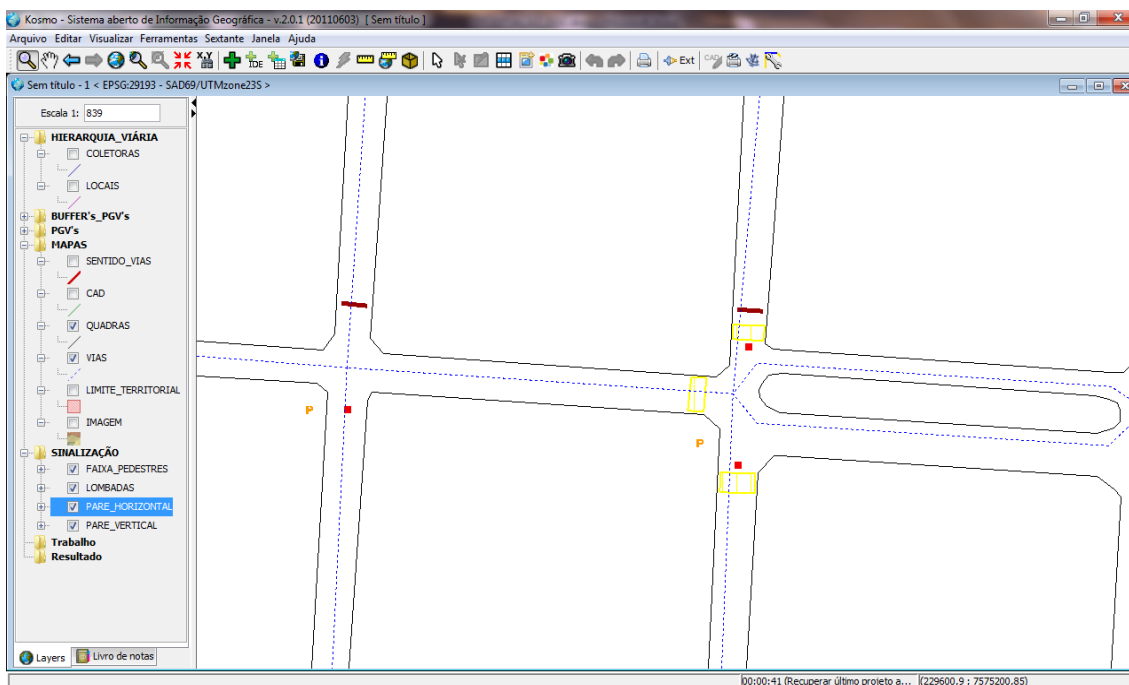 Kosmo - Sistema aberto de Informação Geográfica - v.2.0.1 (20110603) [ Sem título ]
Arquivo Editar Visualizar Ferramentas Sextante Janela Ajuda
IDE
Ext
CAD
Sem título - 1 < EPSG:29193 - SAD69/UTMzone23S >
Escala 1: 839
HIERARQUIA_VIÁRIA
COLETORAS
LOCAIS
BUFFER's_PGV's
PGV's
MAPAS
SENTIDO_VIAS
CAD
QUADRAS
VIAS
LIMITE_TERRITORIAL
IMAGEM
SINALIZAÇÃO
FAIXA_PEDESTRES
LOMBADAS
PARE_HORIZONTAL
PARE_VERTICAL
Trabalho
Resultado
P
P
Layers Livro de notas
00:00:41 (Recuperar último projeto a... (229600.9 : 7575200.85)